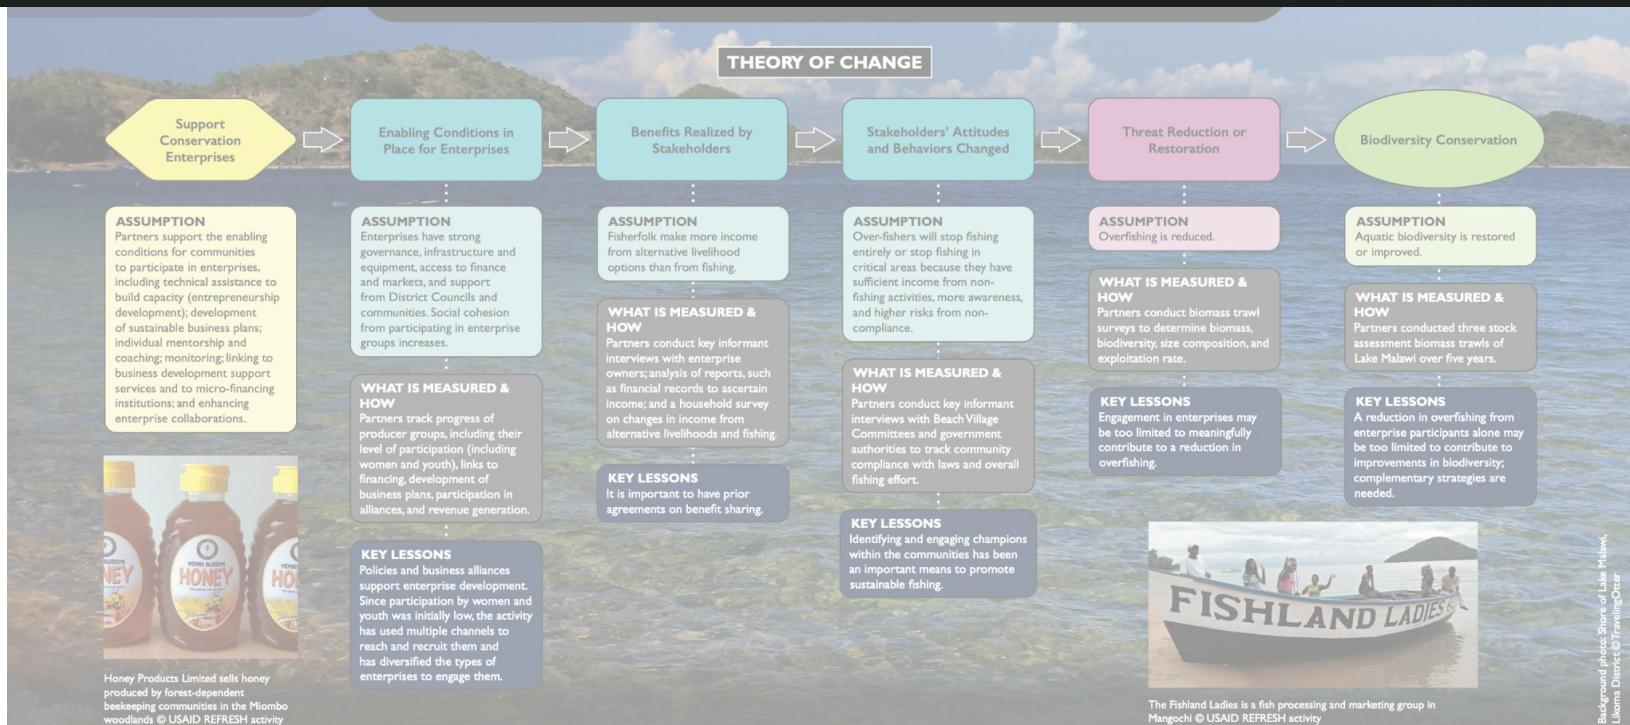 THEORY OF CHANGE
Support
Conservation
Enterprises
Enabling Conditions in
Place for Enterprises
Benefits Realized by
Stakeholders
Stakeholders' Attitudes
and Behaviors Changed
Threat Reduction or
Restoration
Biodiversity Conservation
ASSUMPTION
Partners support the enabling
conditions for communities
to participate in enterprises,
including technical assistance to
build capacity (entrepreneurship
development); development
of sustainable business plans;
individual mentorship and
coaching; monitoring; linking to
business development support
services and to micro-financing
institutions; and enhancing
enterprise collaborations.
HONEY
Honey Products Limited sells honey
produced by forest-dependent
beekeeping communities in the Miombo
woodlands © USAID REFRESH activity
ASSUMPTION
Enterprises have strong
governance, infrastructure and
equipment, access to finance
and markets, and support
from District Councils and
communities. Social cohesion
from participating in enterprise
groups increases.
WHAT IS MEASURED &
HOW
Partners track progress of
producer groups, including their
level of participation (including
women and youth), links to
financing, development of
business plans, participation in
alliances, and revenue generation.
KEY LESSONS
Policies and business alliances
support enterprise development.
Since participation by women and
youth was initially low, the activity
has used multiple channels to
reach and recruit them and
has diversified the types of
enterprises to engage them.
ASSUMPTION
Fisherfolk make more income
from alternative livelihood
options than from fishing.
WHAT IS MEASURED &
HOW
Partners conduct key informant
interviews with enterprise
owners; analysis of reports, such
as financial records to ascertain
income; and a household survey
on changes in income from
alternative livelihoods and fishing.
KEY LESSONS
It is important to have prior
agreements on benefit sharing.
ASSUMPTION
Over-fishers will stop fishing
entirely or stop fishing in
critical areas because they have
sufficient income from non-
fishing activities, more awareness,
and higher risks from non-
compliance.
WHAT IS MEASURED &
HOW
Partners conduct key informant
interviews with Beach Village
Committees and government
authorities to track community
compliance with laws and overall
fishing effort.
KEY LESSONS
Identifying and engaging champions
within the communities has been
an important means to promote
sustainable fishing.
ASSUMPTION
Overfishing is reduced.
WHAT IS MEASURED &
HOW
Partners conduct biomass trawl
surveys to determine biomass,
biodiversity, size composition, and
exploitation rate.
KEY LESSONS
Engagement in enterprises may
be too limited to meaningfully
contribute to a reduction in
overfishing.
ASSUMPTION
Aquatic biodiversity is restored
or improved.
WHAT IS MEASURED &
HOW
Partners conducted three stock
assessment biomass trawls of
Lake Malawi over five years.
KEY LESSONS
A reduction in overfishing from
enterprise participants alone may
be too limited to contribute to
improvements in biodiversity;
complementary strategies are
needed.
FISHLAND LADIES
The Fishland Ladies is a fish processing and marketing group in
Mangochi © USAID REFRESH activity
Background photo: Shore of Lake Malawi,
Likoma District © TravelingOtter